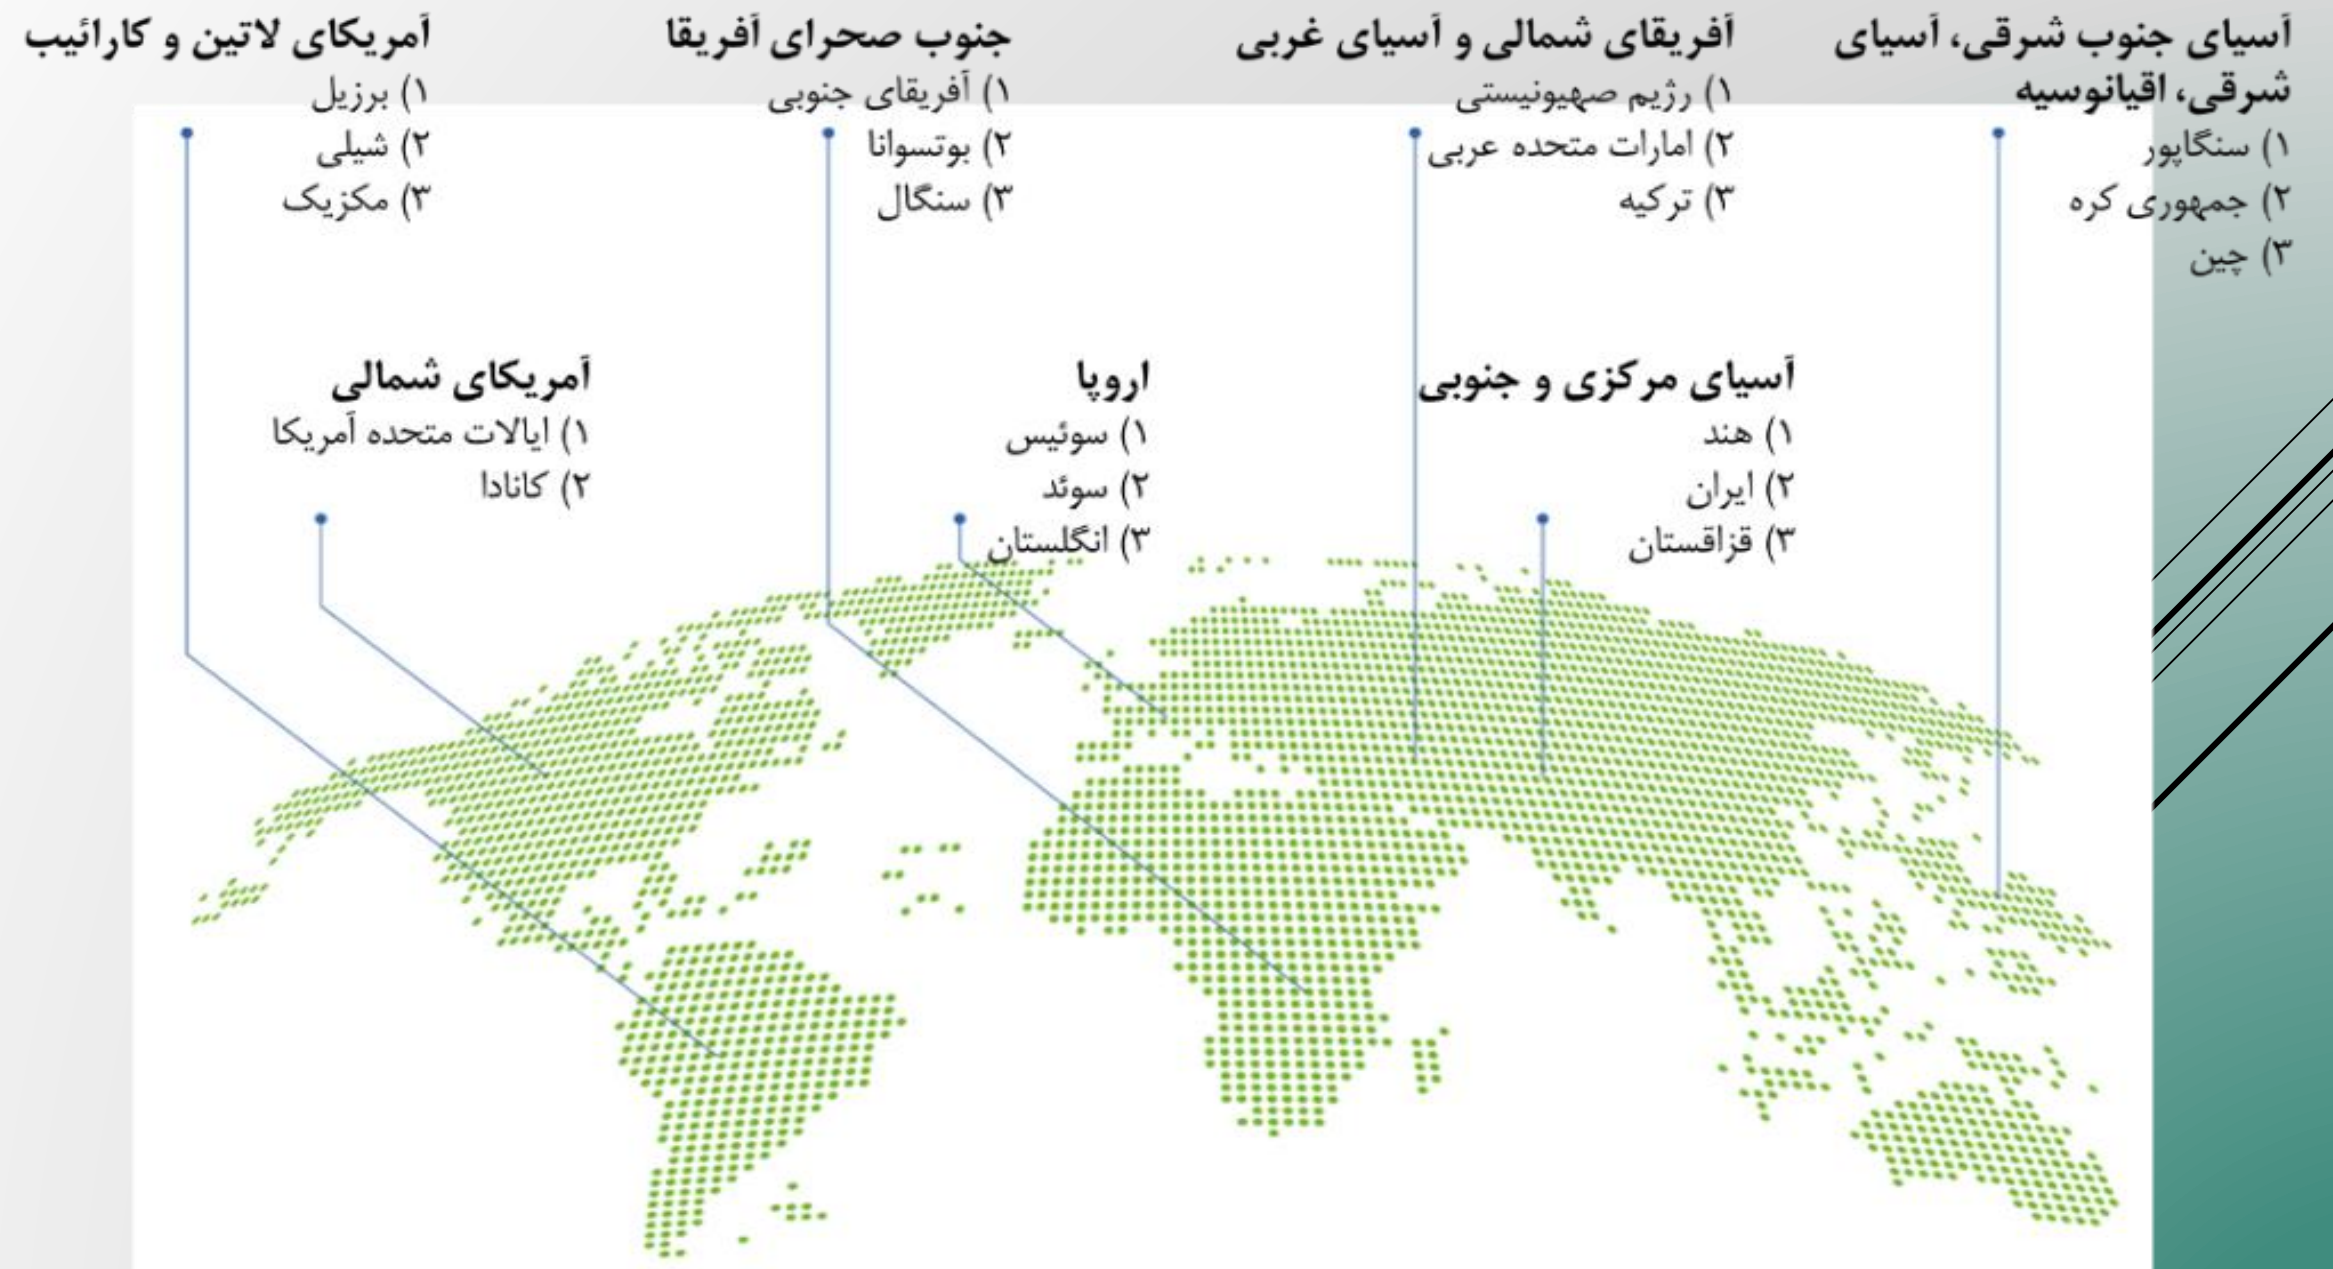 آسیای جنوب شرقی، آسیای
شرقی، اقیانوسیه
۱) سنگاپور
۲) جمهوری کره
۳) چین
آفریقای شمالی و آسیای غربی
۱) رژیم صهیونیستی
۲) امارات متحده عربی
۳) ترکیه
جنوب صحرای آفریقا
۱) آفریقای جنوبی
۲) بوتسوانا
۳) سنگال
آمریکای لاتین و کارائیب
۱) برزیل
۲) شیلی
۳) مکزیک
آسیای مرکزی و جنوبی
۱) هند
۲) ایران
۳) قزاقستان
اروپا
۱) سوئیس
۲) سوئد
۳) انگلستان
آمریکای شمالی
۱) ایالات متحده آمریکا
۲) کانادا